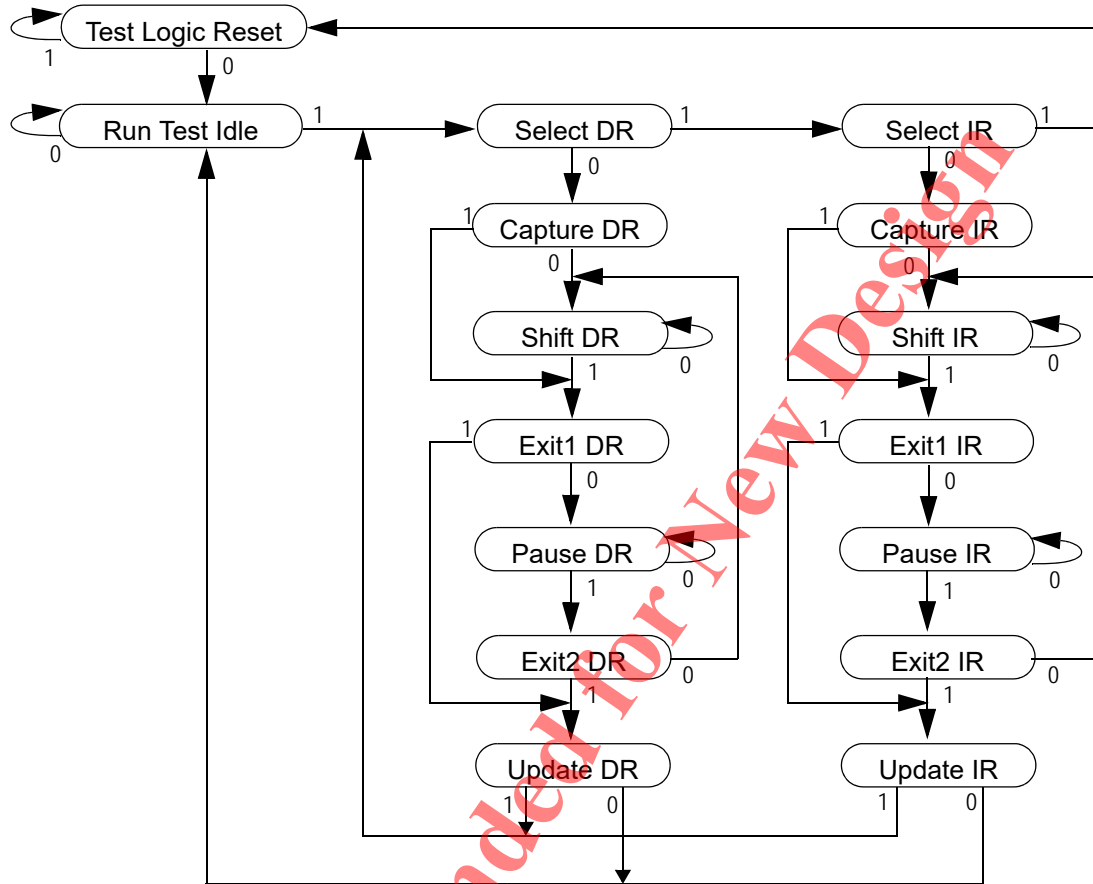 Test Logic Reset
1
0
Run Test Idle
0
1
Select DR
1
0
Select IR
1
0
1
Capture DR
0
1
Capture IR
0
Shift DR
0
1
Shift IR
0
1
1
Exit1 DR
0
1
Exit1 IR
0
Pause DR
0
1
Pause IR
0
1
Exit2 DR
0
1
Exit2 IR
0
1
Update DR
1
0
Update IR
1
0
nded for New Design